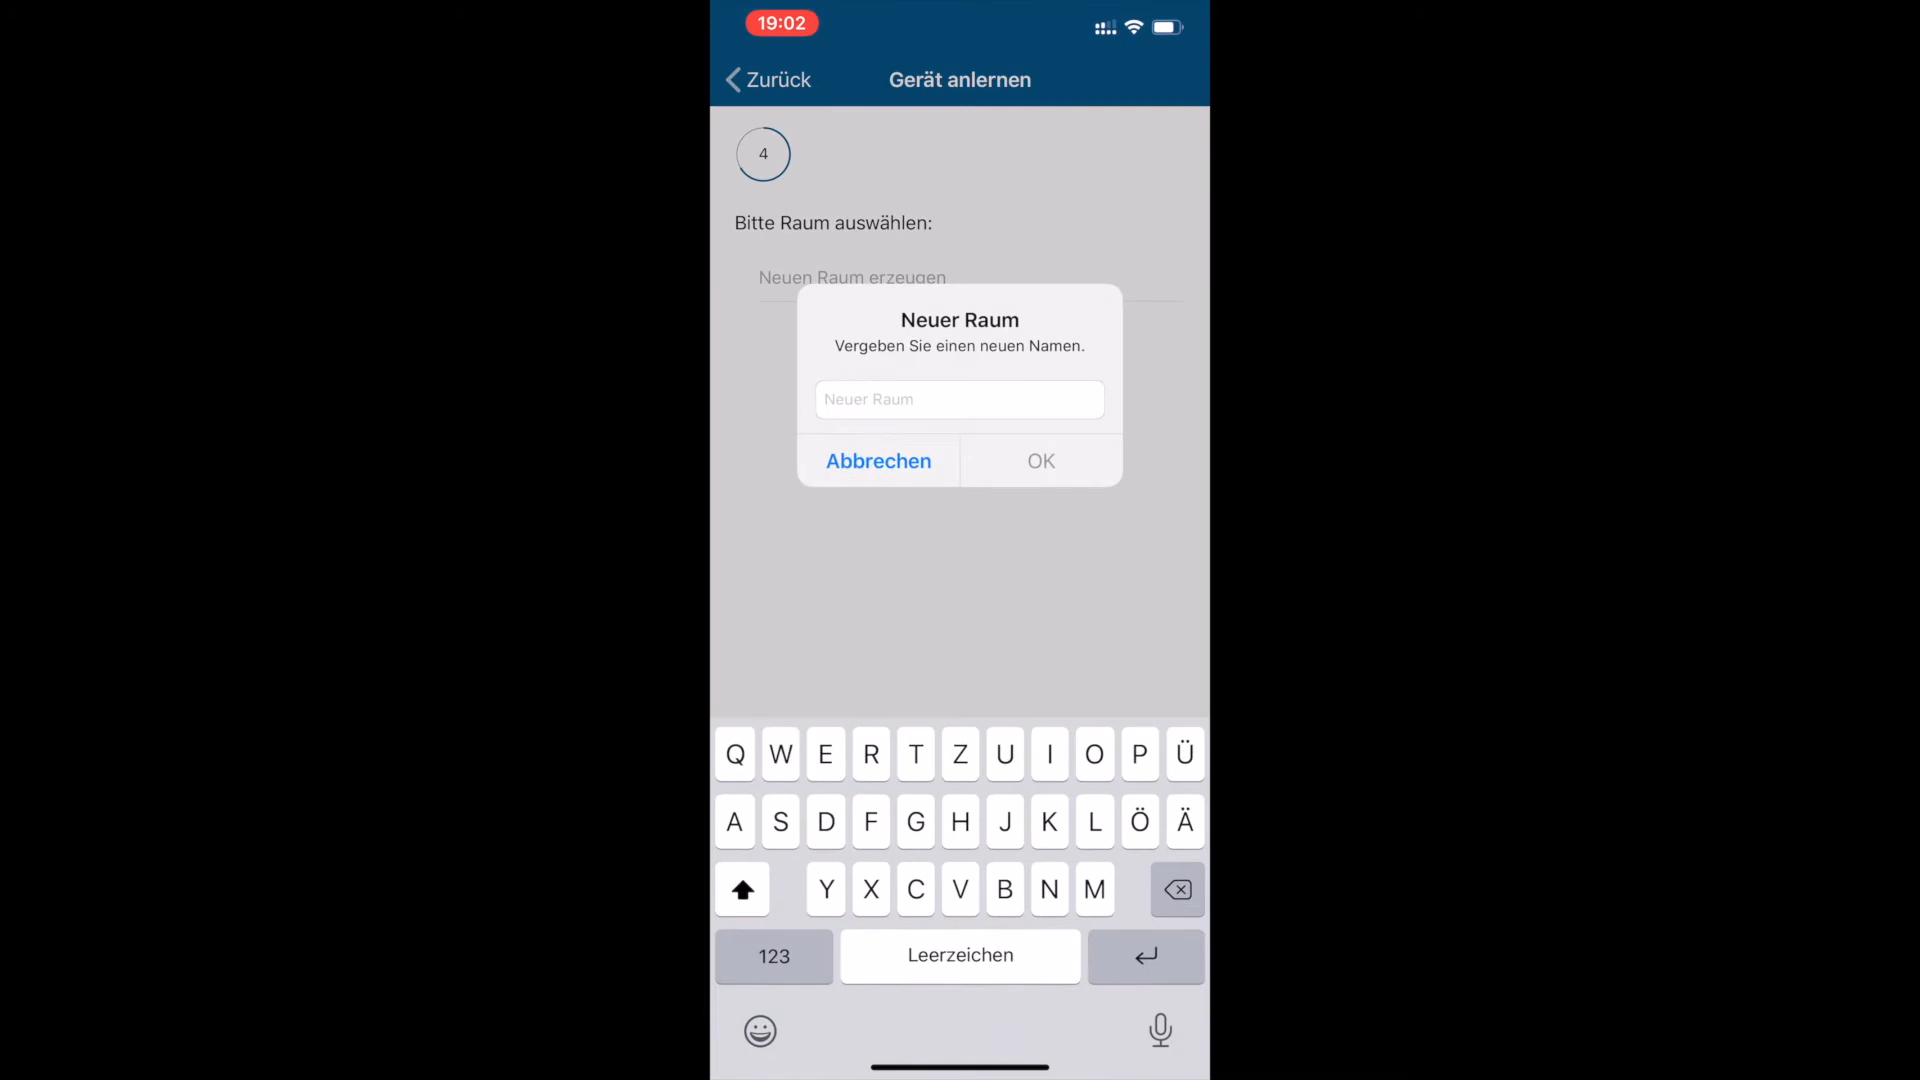 19:02
Zurück
Gerät anlernen
4
Bitte Raum auswählen:
Neuen Raum erzeugen
Neuer Raum
Vergeben Sie einen neuen Namen.
Neuer Raum
Abbrechen
OK
Q W E R T Z U I O P Ü
A S D F G H J K L Ö Ä
Y X C V B N M
123
Leerzeichen